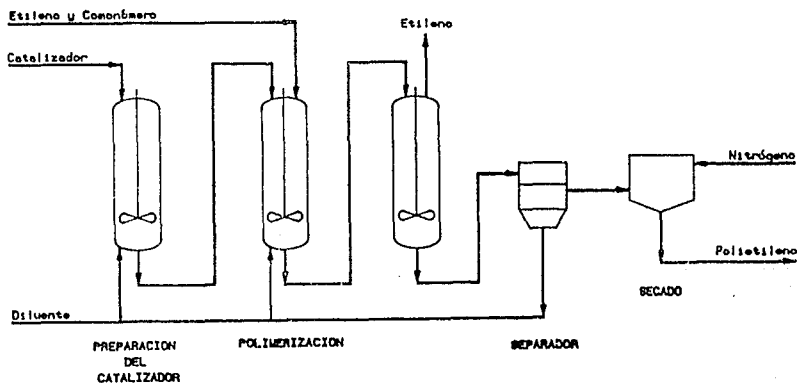 Etileno y Comonómero
Etileno
Catalizador
Nitrógeno
Polietileno
SECADO
Diluente
PREPARACION
DEL
CATALIZADOR
POLIMERIZACION
SEPARADOR